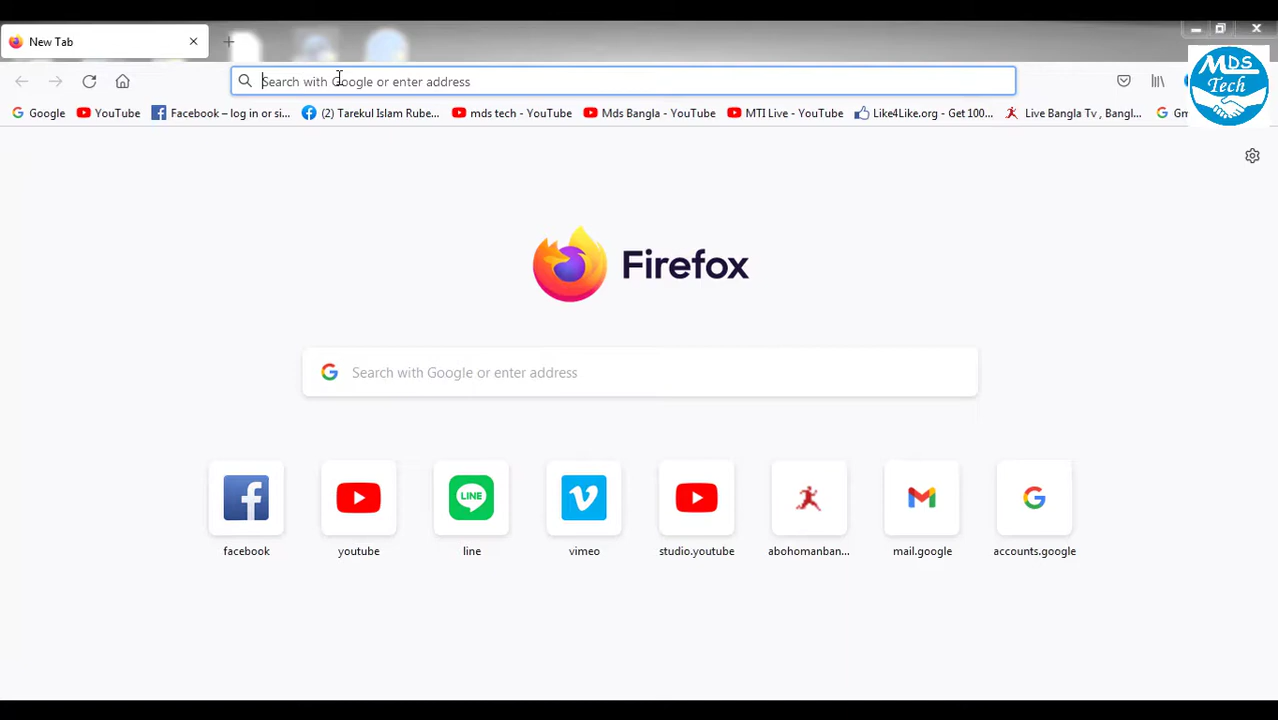 New Tab
MDS
Tech
Search with Google or enter address
Google YouTube Facebook – log in or si... (2) Tarekul Islam Rube... mds tech - YouTube Mds Bangla - YouTube MTI Live - YouTube Like4Like.org - Get 100... Live Bangla Tv , Bangl... Gm
Firefox
Search with Google or enter address
LINE
facebook youtube line vimeo studio.youtube abohomanban... mail.google accounts.google